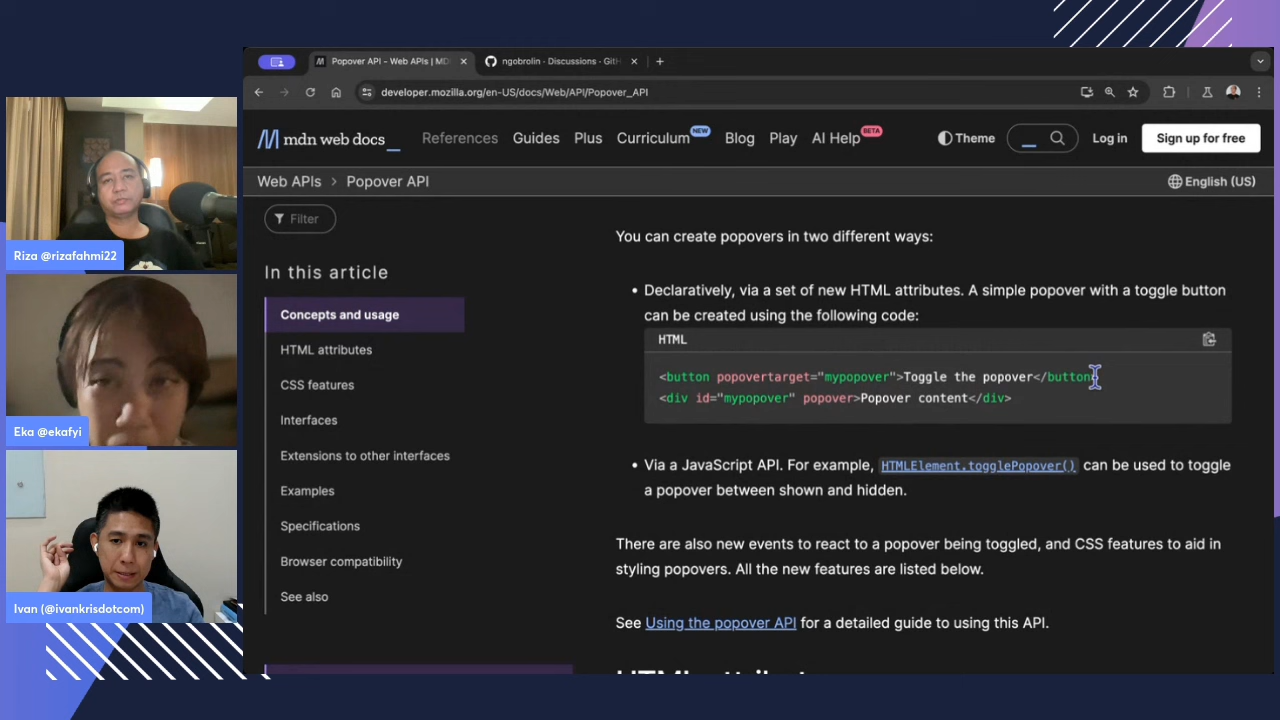 Popover API - Web APIs | MD
ngobrolin · Discussions · GitH
developer.mozilla.org/en-US/docs/Web/API/Popover_API
mdn web docs
References
Guides
Plus
Curriculum NEW
Blog
Play
AI Help BETA
Theme
Log in
Sign up for free
Web APIs > Popover API
English (US)
Filter
In this article
Concepts and usage
HTML attributes
CSS features
Interfaces
Extensions to other interfaces
Examples
Specifications
Browser compatibility
See also
You can create popovers in two different ways:
• Declaratively, via a set of new HTML attributes. A simple popover with a toggle button
can be created using the following code:
HTML
<button popovertarget="mypopover">Toggle the popover</button>
<div id="mypopover" popover>Popover content</div>
• Via a JavaScript API. For example, HTMLElement.togglePopover() can be used to toggle
a popover between shown and hidden.
There are also new events to react to a popover being toggled, and CSS features to aid in
styling popovers. All the new features are listed below.
See Using the popover API for a detailed guide to using this API.
Riza @rizafahmi22
Eka @ekafyi
Ivan (@ivankrisdotcom)